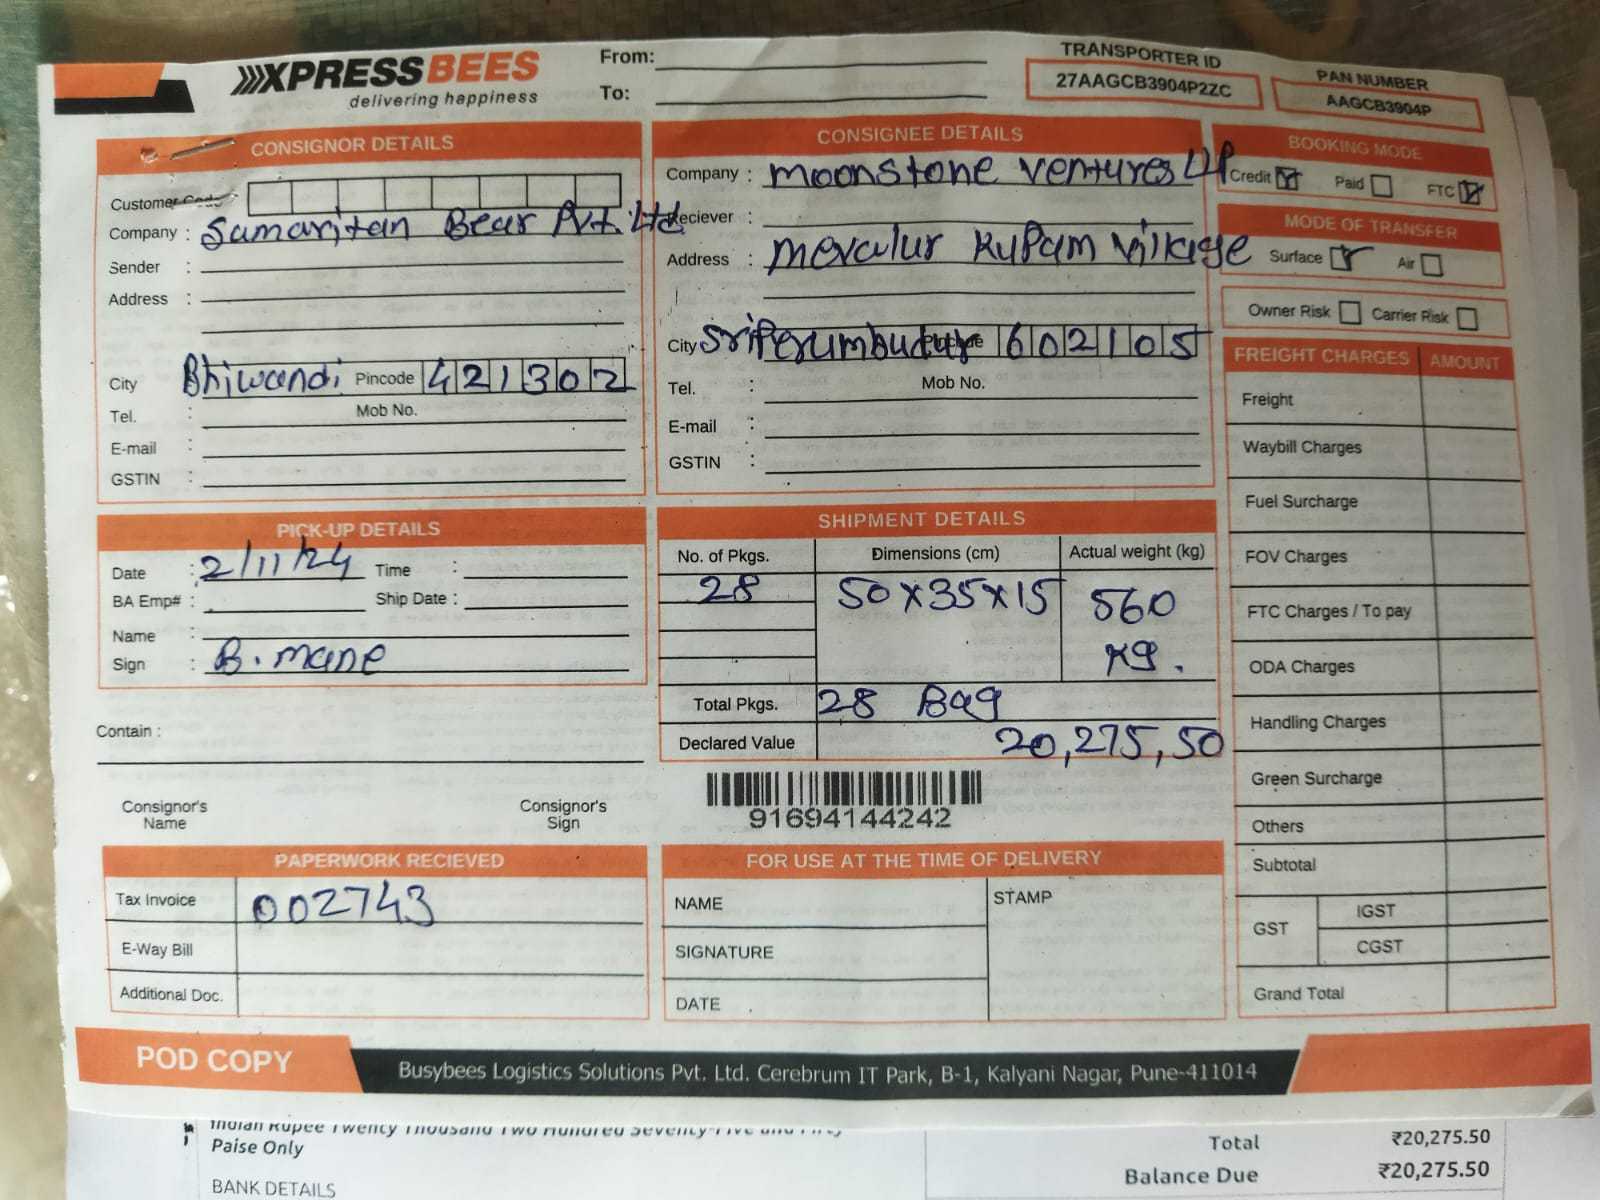 XPRESSBEES
delivering happiness
From:
To:
TRANSPORTER ID
27AAGCB3904P2ZC
PAN NUMBER
AAGCB3904P
CONSIGNOR DETAILS
Customer Code :
Company : Samaritan Bear Pvt. Ltd
Sender :
Address :
City Bhiwandi Pincode 421302
Tel. : Mob No.
E-mail :
GSTIN :
CONSIGNEE DETAILS
Company : Moonstone Ventures LLP
Reciever :
Address : Mevalur Kupam Village
City Sriperumbudur Pincode 602105
Tel. : Mob No.
E-mail :
GSTIN :
BOOKING MODE
Credit Paid FTC
MODE OF TRANSFER
Surface Air
Owner Risk Carrier Risk
FREIGHT CHARGES AMOUNT
Freight
Waybill Charges
Fuel Surcharge
FOV Charges
FTC Charges / To pay
ODA Charges
Handling Charges
Green Surcharge
Others
Subtotal
GST IGST
CGST
Grand Total
PICK-UP DETAILS
Date : 2/11/24 Time :
BA Emp# : Ship Date :
Name :
Sign : B. mane
Contain :
Consignor's Name
Consignor's Sign
SHIPMENT DETAILS
No. of Pkgs. Dimensions (cm) Actual weight (kg)
28 50x35x15 560
kg.
Total Pkgs. 28 Bag
Declared Value 20,275,50
91694144242
PAPERWORK RECIEVED
Tax Invoice 002743
E-Way Bill
Additional Doc.
FOR USE AT THE TIME OF DELIVERY
NAME STAMP
SIGNATURE
DATE
POD COPY
Busybees Logistics Solutions Pvt. Ltd. Cerebrum IT Park, B-1, Kalyani Nagar, Pune-411014
Indian Rupee Twenty Thousand Two Hundred Seventy-Five and Fifty
Paise Only
BANK DETAILS
Total ₹20,275.50
Balance Due ₹20,275.50